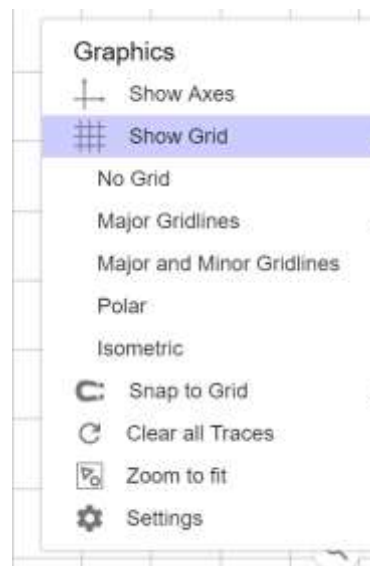 Graphics
Show Axes
Show Grid
No Grid
Major Gridlines
Major and Minor Gridlines
Polar
Isometric
Snap to Grid
Clear all Traces
Zoom to fit
Settings